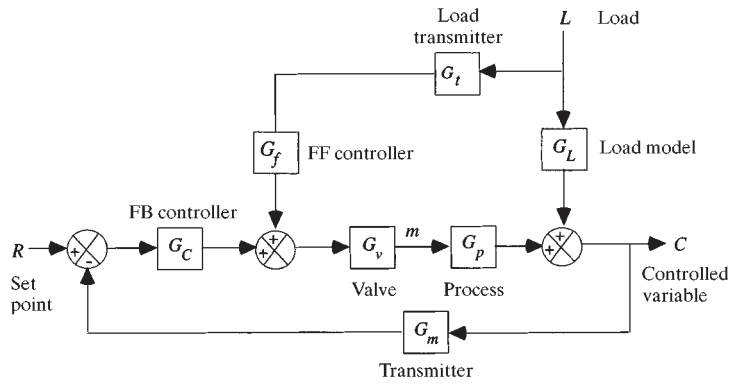 Load
transmitter
L Load
G_t
G_f FF controller
G_L Load model
FB controller
R
+
-
G_C
+
+
G_v
m
G_p
+
+
C
Set
point
Valve
Process
Controlled
variable
G_m
Transmitter